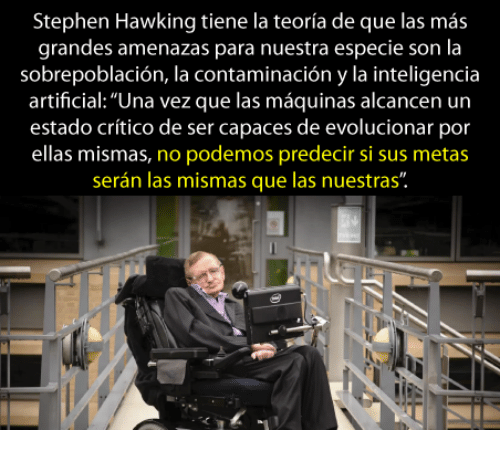 Stephen Hawking tiene la teoría de que las más
grandes amenazas para nuestra especie son la
sobrepoblación, la contaminación y la inteligencia
artificial: “Una vez que las máquinas alcancen un
estado crítico de ser capaces de evolucionar por
ellas mismas, no podemos predecir si sus metas
serán las mismas que las nuestras”.
intel